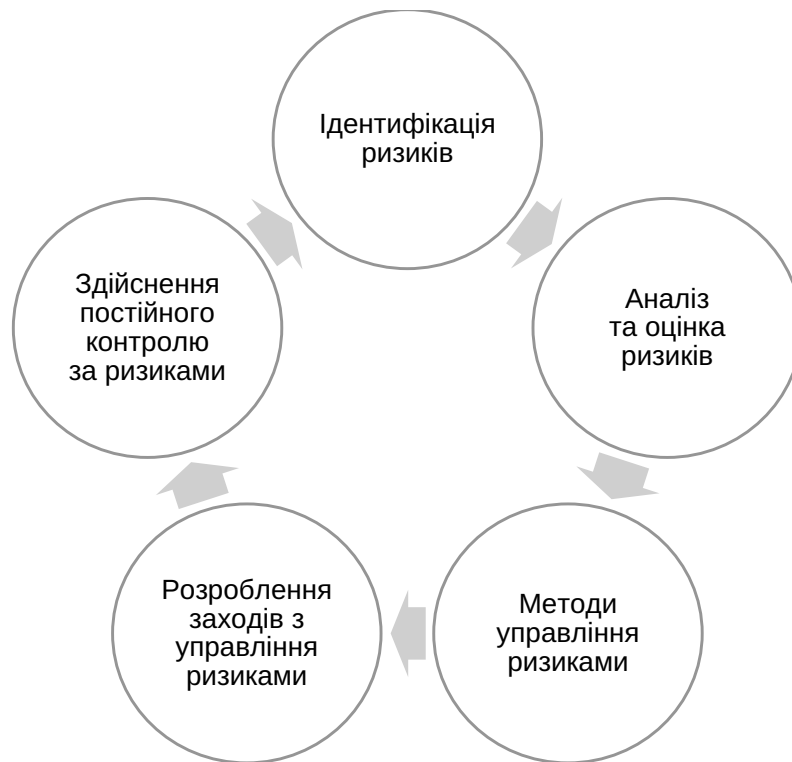 Ідентифікація
ризиків
Аналіз
та оцінка
ризиків
Методи
управління
ризиками
Розроблення
заходів з
управління
ризиками
Здійснення
постійного
контролю
за ризиками